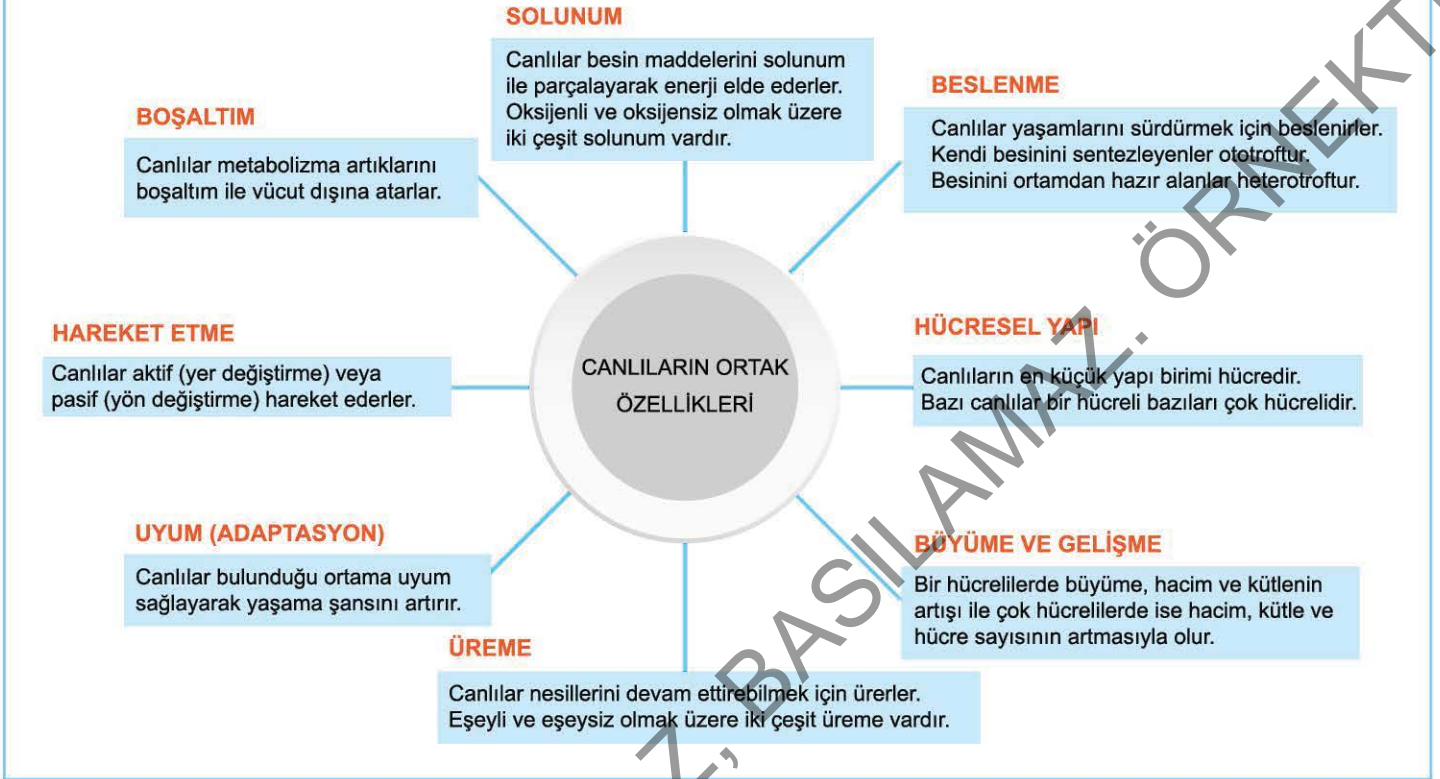 SOLUNUM
Canlılar besin maddelerini solunum
ile parçalayarak enerji elde ederler.
Oksijenli ve oksijensiz olmak üzere
iki çeşit solunum vardır.
BESLENME
Canlılar yaşamlarını sürdürmek için beslenirler.
Kendi besinini sentezleyenler ototroftur.
Besinini ortamdan hazır alanlar heterotroftur.
BOŞALTIM
Canlılar metabolizma artıklarını
boşaltım ile vücut dışına atarlar.
HAREKET ETME
Canlılar aktif (yer değiştirme) veya
pasif (yön değiştirme) hareket ederler.
CANLILARIN ORTAK
ÖZELLİKLERİ
HÜCRESEL YAPI
Canlıların en küçük yapı birimi hücredir.
Bazı canlılar bir hücreli bazıları çok hücrelidir.
UYUM (ADAPTASYON)
Canlılar bulunduğu ortama uyum
sağlayarak yaşama şansını artırır.
BÜYÜME VE GELİŞME
Bir hücrelilerde büyüme, hacim ve kütlenin
artışı ile çok hücrelilerde ise hacim, kütle ve
hücre sayısının artmasıyla olur.
ÜREME
Canlılar nesillerini devam ettirebilmek için ürerler.
Eşeyli ve eşeysiz olmak üzere iki çeşit üreme vardır.
BASILAMAZ.